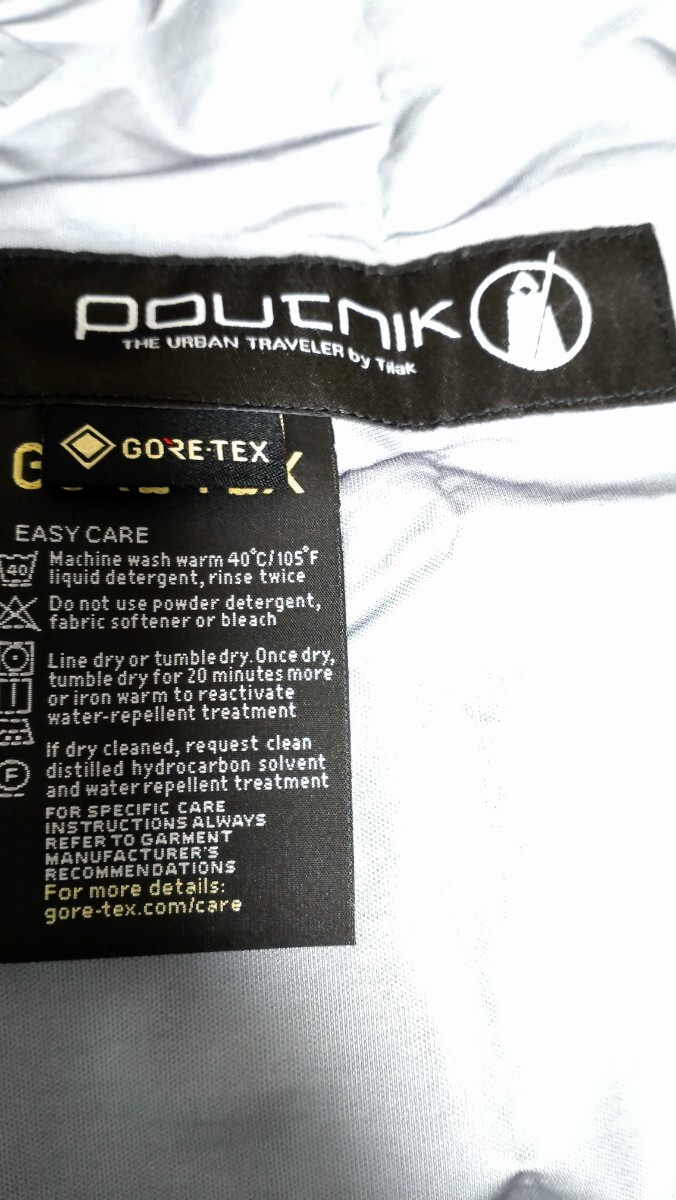 POUTNIK
THE URBAN TRAVELER by Tilak
GORE-TEX
EASY CARE
40
Machine wash warm 40°C/105°F
liquid detergent, rinse twice
Do not use powder detergent,
fabric softener or bleach
Line dry or tumble dry. Once dry,
tumble dry for 20 minutes more
or iron warm to reactivate
water-repellent treatment
F
If dry cleaned, request clean
distilled hydrocarbon solvent
and water repellent treatment
FOR SPECIFIC CARE
INSTRUCTIONS ALWAYS
REFER TO GARMENT
MANUFACTURER'S
RECOMMENDATIONS
For more details:
gore-tex.com/care